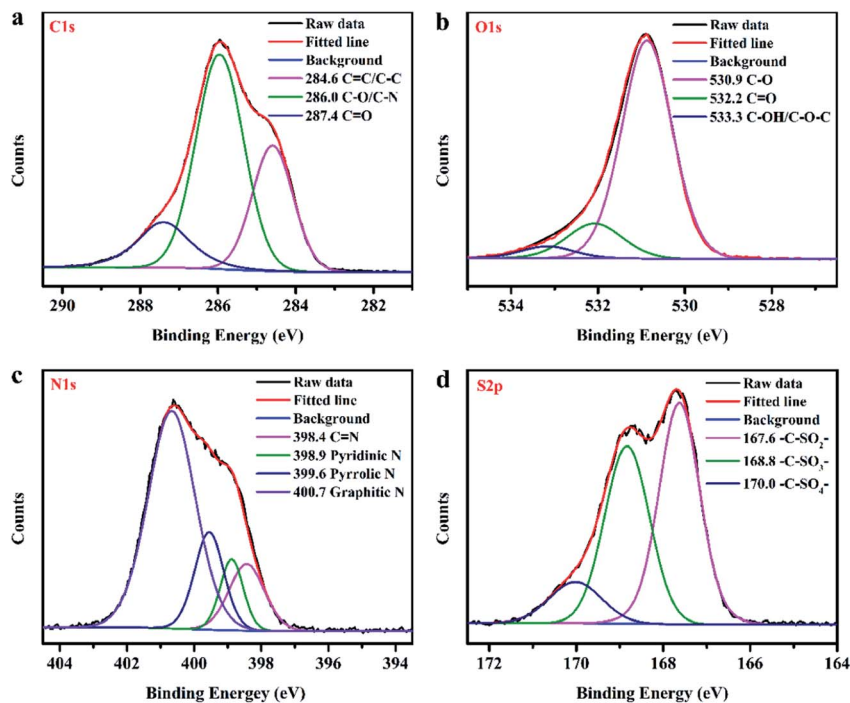 a
C1s
Raw data
Fitted line
Background
284.6 C=C/C-C
286.0 C-O/C-N
287.4 C=O
Counts
290 288 286 284 282
Binding Energy (eV)
b
O1s
Raw data
Fitted line
Background
530.9 C-O
532.2 C=O
533.3 C-OH/C-O-C
Counts
534 532 530 528
Binding Energy (eV)
c
N1s
Raw data
Fitted line
Background
398.4 C=N
398.9 Pyridinic N
399.6 Pyrrolic N
400.7 Graphitic N
Counts
404 402 400 398 396 394
Binding Energey (eV)
d
S2p
Raw data
Fitted line
Background
167.6 -C-SO₂-
168.8 -C-SO₃-
170.0 -C-SO₄-
Counts
172 170 168 166 164
Binding Energey (eV)